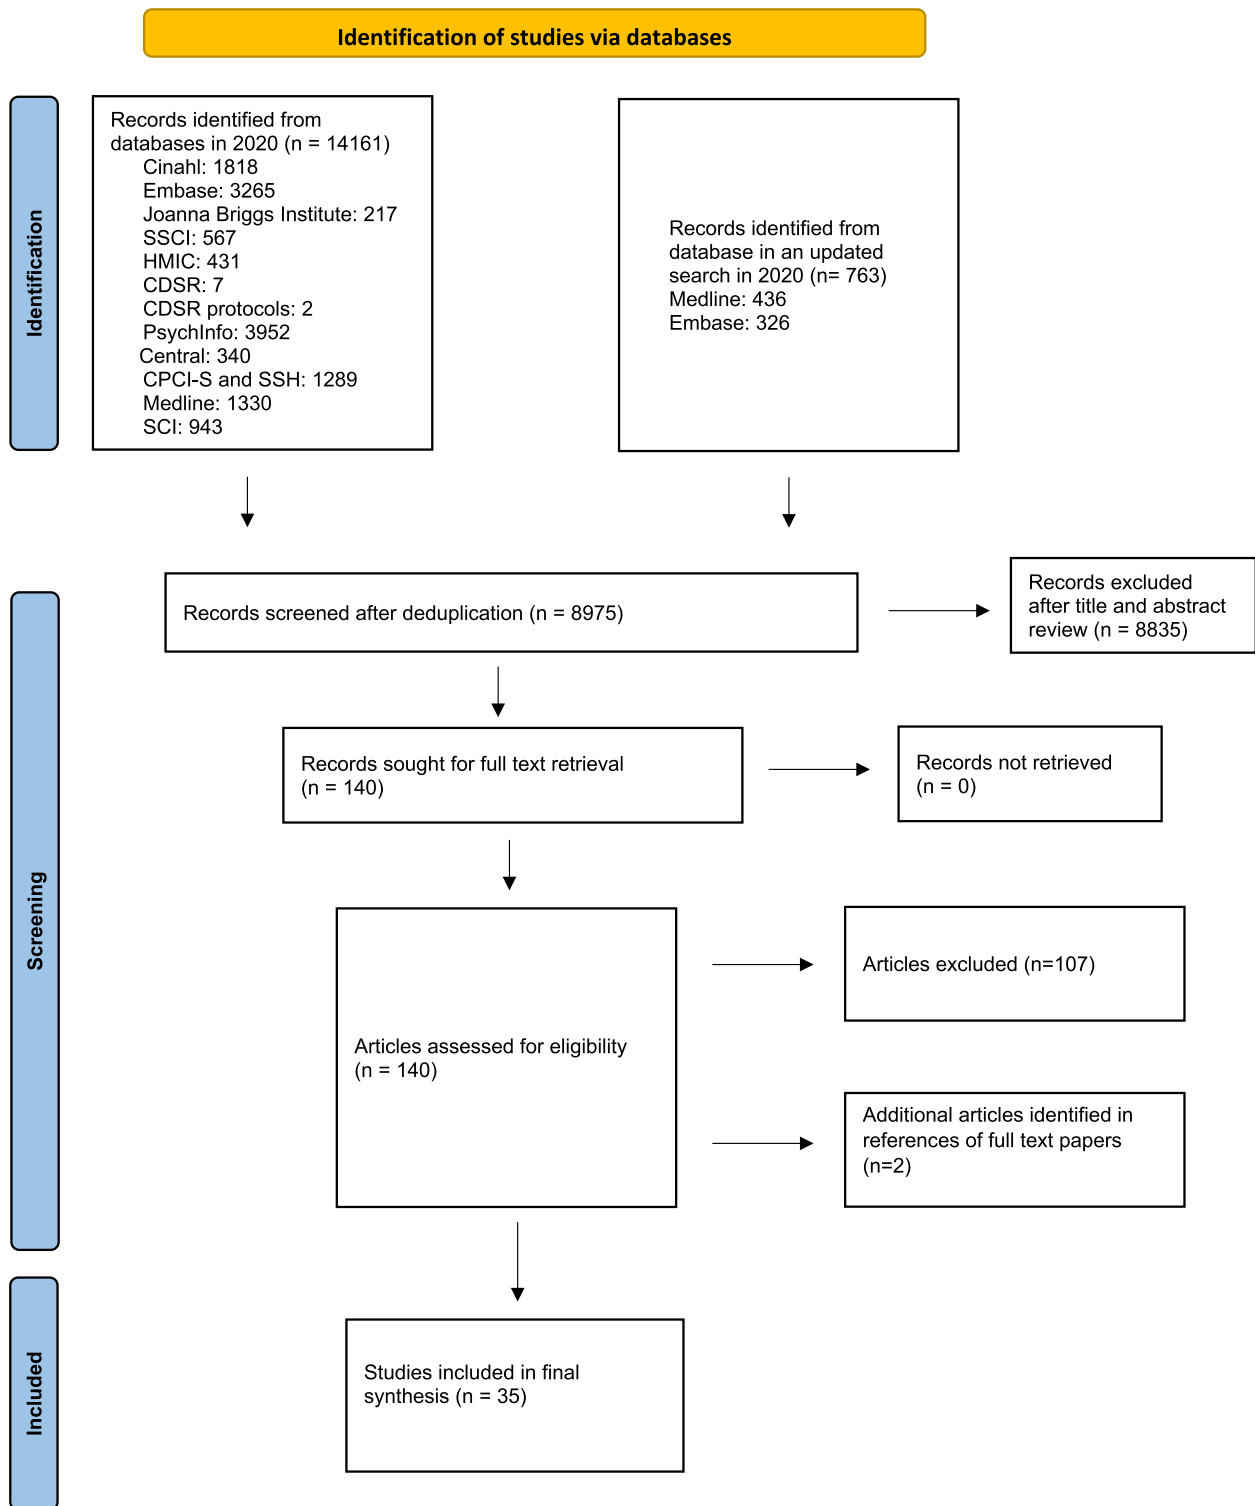 Identification of studies via databases
Identification
Records identified from
databases in 2020 (n = 14161)
Cinahl: 1818
Embase: 3265
Joanna Briggs Institute: 217
SSCI: 567
HMIC: 431
CDSR: 7
CDSR protocols: 2
PsychInfo: 3952
Central: 340
CPCI-S and SSH: 1289
Medline: 1330
SCI: 943
Records identified from
database in an updated
search in 2020 (n= 763)
Medline: 436
Embase: 326
Screening
Records screened after deduplication (n = 8975)
Records excluded
after title and abstract
review (n = 8835)
Records sought for full text retrieval
(n = 140)
Records not retrieved
(n = 0)
Articles assessed for eligibility
(n = 140)
Articles excluded (n=107)
Additional articles identified in
references of full text papers
(n=2)
Included
Studies included in final
synthesis (n = 35)